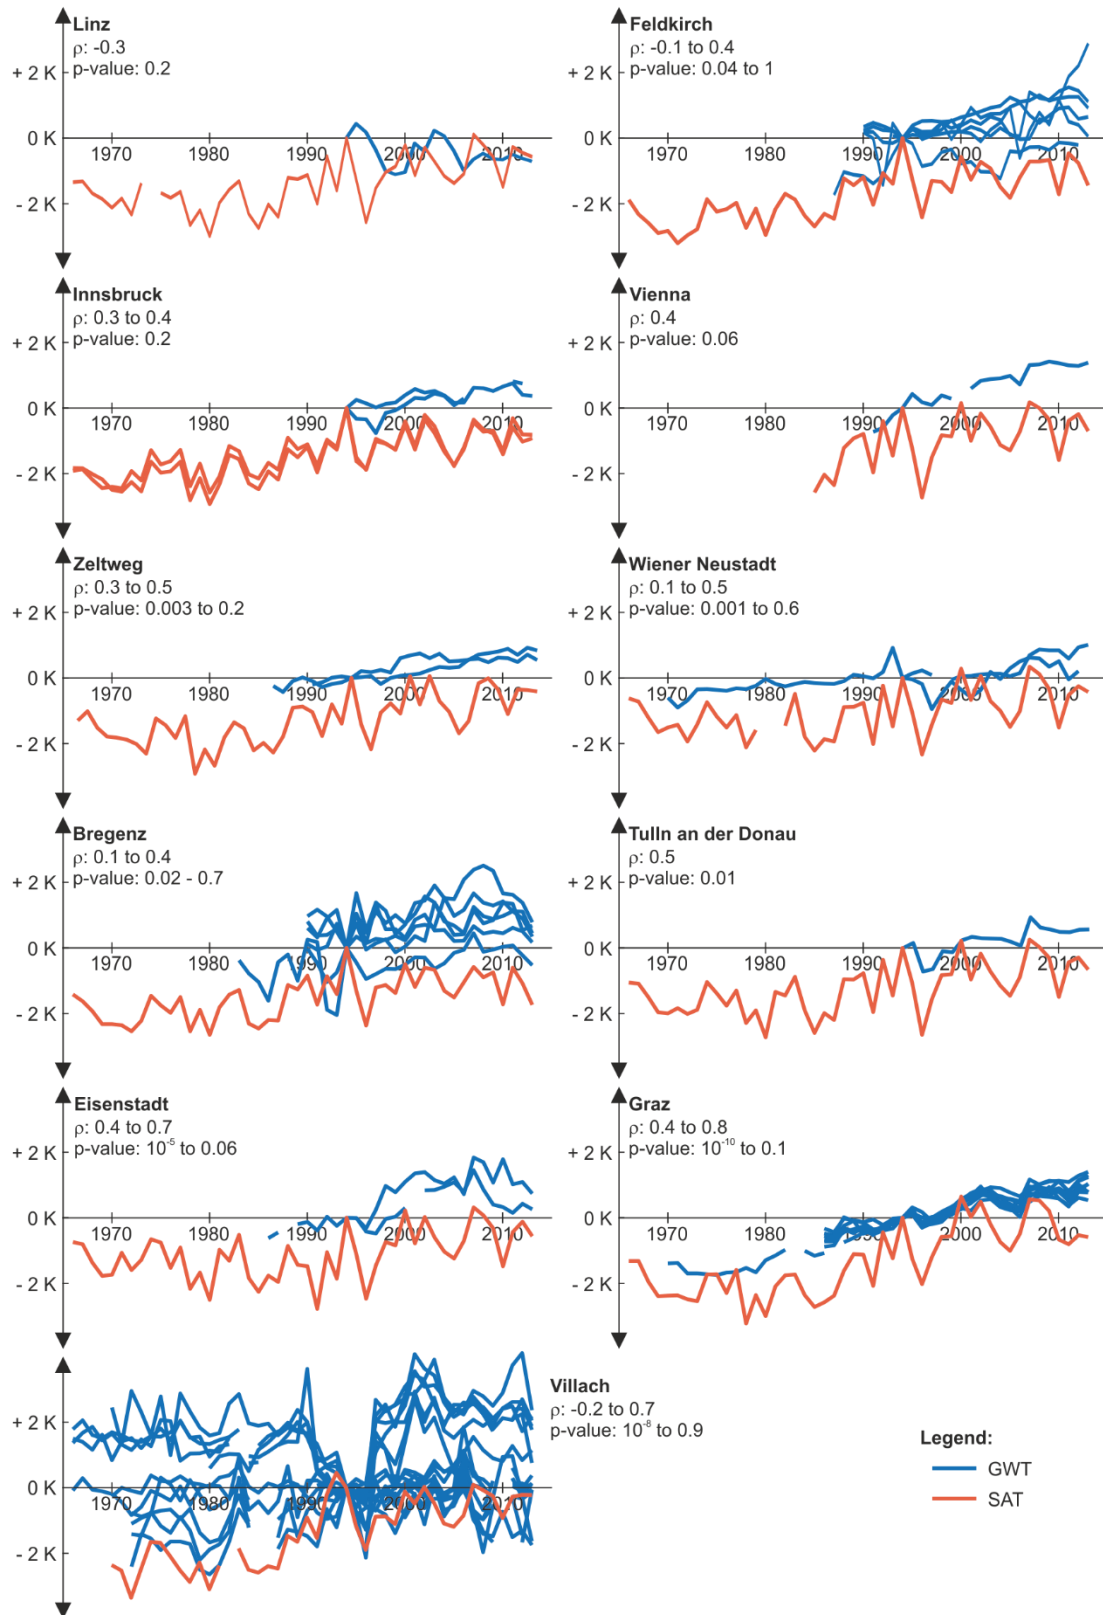 Linz
ρ: -0.3
p-value: 0.2
+ 2 K
0 K
- 2 K
1970 1980 1990 2000 2010
Feldkirch
ρ: -0.1 to 0.4
p-value: 0.04 to 1
+ 2 K
0 K
- 2 K
1970 1980 1990 2000 2010
Innsbruck
ρ: 0.3 to 0.4
p-value: 0.2
+ 2 K
0 K
- 2 K
1970 1980 1990 2000 2010
Vienna
ρ: 0.4
p-value: 0.06
+ 2 K
0 K
- 2 K
1970 1980 1990 2000 2010
Zeltweg
ρ: 0.3 to 0.5
p-value: 0.003 to 0.2
+ 2 K
0 K
- 2 K
1970 1980 1990 2000 2010
Wiener Neustadt
ρ: 0.1 to 0.5
p-value: 0.001 to 0.6
+ 2 K
0 K
- 2 K
1970 1980 1990 2000 2010
Bregenz
ρ: 0.1 to 0.4
p-value: 0.02 - 0.7
+ 2 K
0 K
- 2 K
1970 1980 1990 2000 2010
Tulln an der Donau
ρ: 0.5
p-value: 0.01
+ 2 K
0 K
- 2 K
1970 1980 1990 2000 2010
Eisenstadt
ρ: 0.4 to 0.7
p-value: 10⁻⁵ to 0.06
+ 2 K
0 K
- 2 K
1970 1980 1990 2000 2010
Graz
ρ: 0.4 to 0.8
p-value: 10⁻¹⁰ to 0.1
+ 2 K
0 K
- 2 K
1970 1980 1990 2000 2010
Villach
ρ: -0.2 to 0.7
p-value: 10⁻⁸ to 0.9
+ 2 K
0 K
- 2 K
1970 1980 1990 2000 2010
Legend:
GWT
SAT